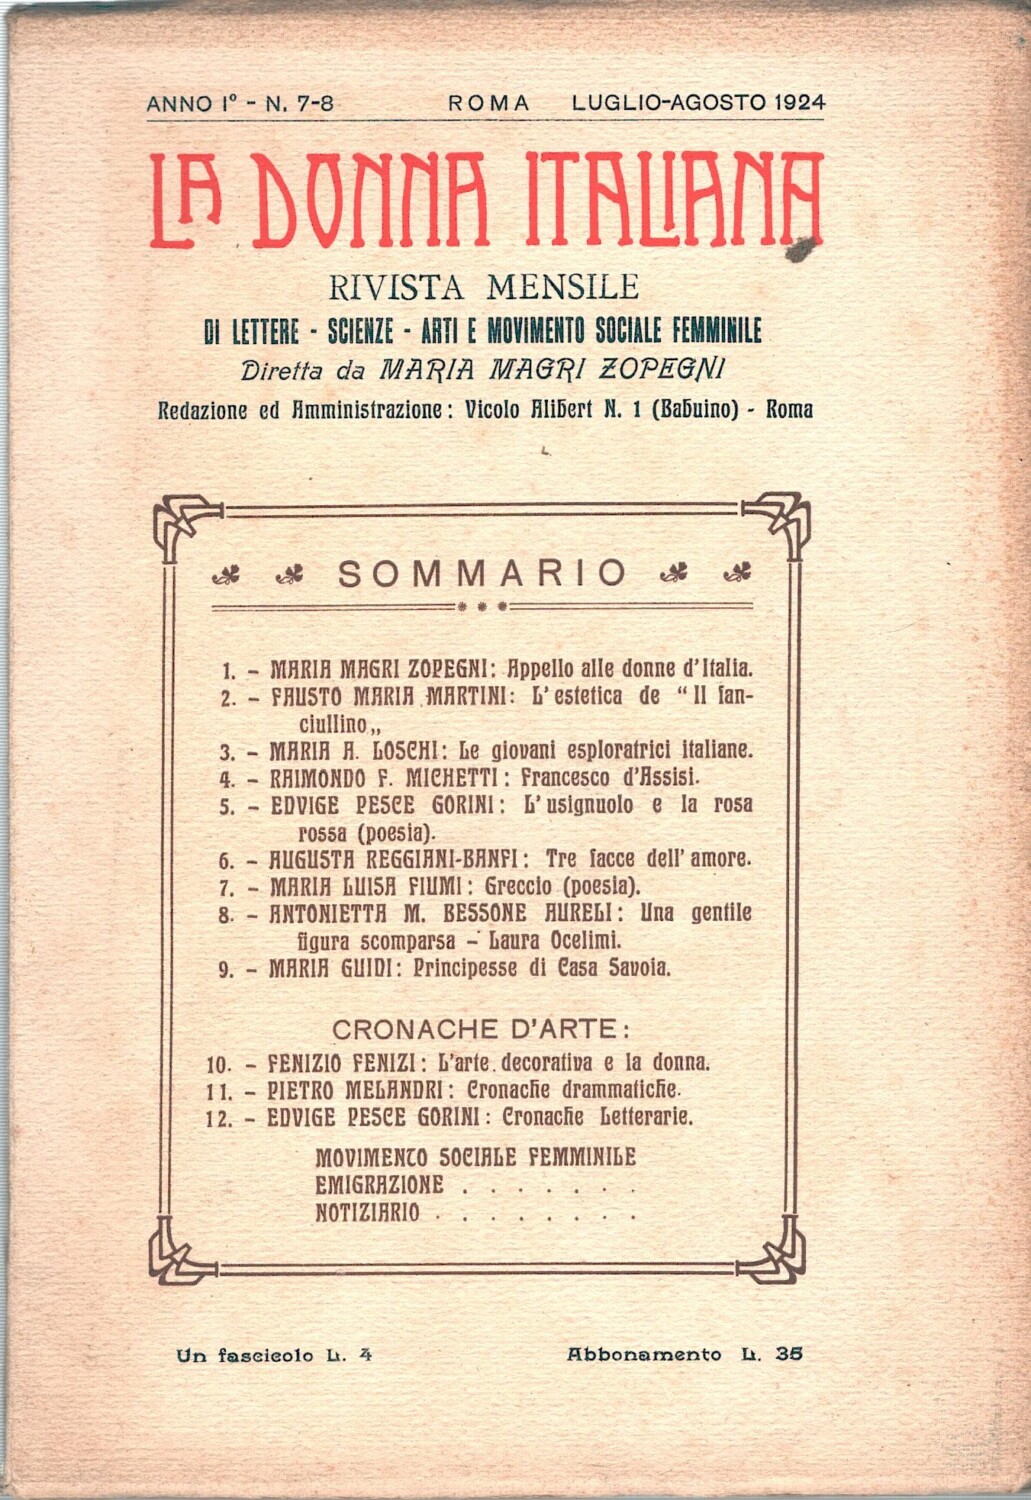 ANNO Iº - N. 7-8 ROMA LUGLIO-AGOSTO 1924
LA DONNA ITALIANA
RIVISTA MENSILE
DI LETTERE - SCIENZE - ARTI E MOVIMENTO SOCIALE FEMMINILE
Diretta da MARIA MAGRI ZOPEGNI
Redazione ed Amministrazione: Vicolo Alibert N. 1 (Babuino) - Roma
SOMMARIO
1. - MARIA MAGRI ZOPEGNI: Appello alle donne d'Italia.
2. - FAUSTO MARIA MARTINI: L'estetica de "Il fan-
ciullino„
3. - MARIA A. LOSCHI: Le giovani esploratrici italiane.
4. - RAIMONDO F. MICHETTI: Francesco d'Assisi.
5. - EDVIGE PESCE GORINI: L'usignuolo e la rosa
rossa (poesia).
6. - AUGUSTA REGGIANI-BANFI: Tre facce dell'amore.
7. - MARIA LUISA FIUMI: Greccio (poesia).
8. - ANTONIETTA M. BESSONE AURELI: Una gentile
figura scomparsa - Laura Ocelimi.
9. - MARIA GUIDI: Principesse di Casa Savoia.
CRONACHE D'ARTE:
10. - FENIZIO FENIZI: L'arte decorativa e la donna.
11. - PIETRO MELANDRI: Cronache drammatiche.
12. - EDVIGE PESCE GORINI: Cronache Letterarie.
MOVIMENTO SOCIALE FEMMINILE
EMIGRAZIONE . . . . . . .
NOTIZIARIO . . . . . . . .
Un fascicolo L. 4 Abbonamento L. 35